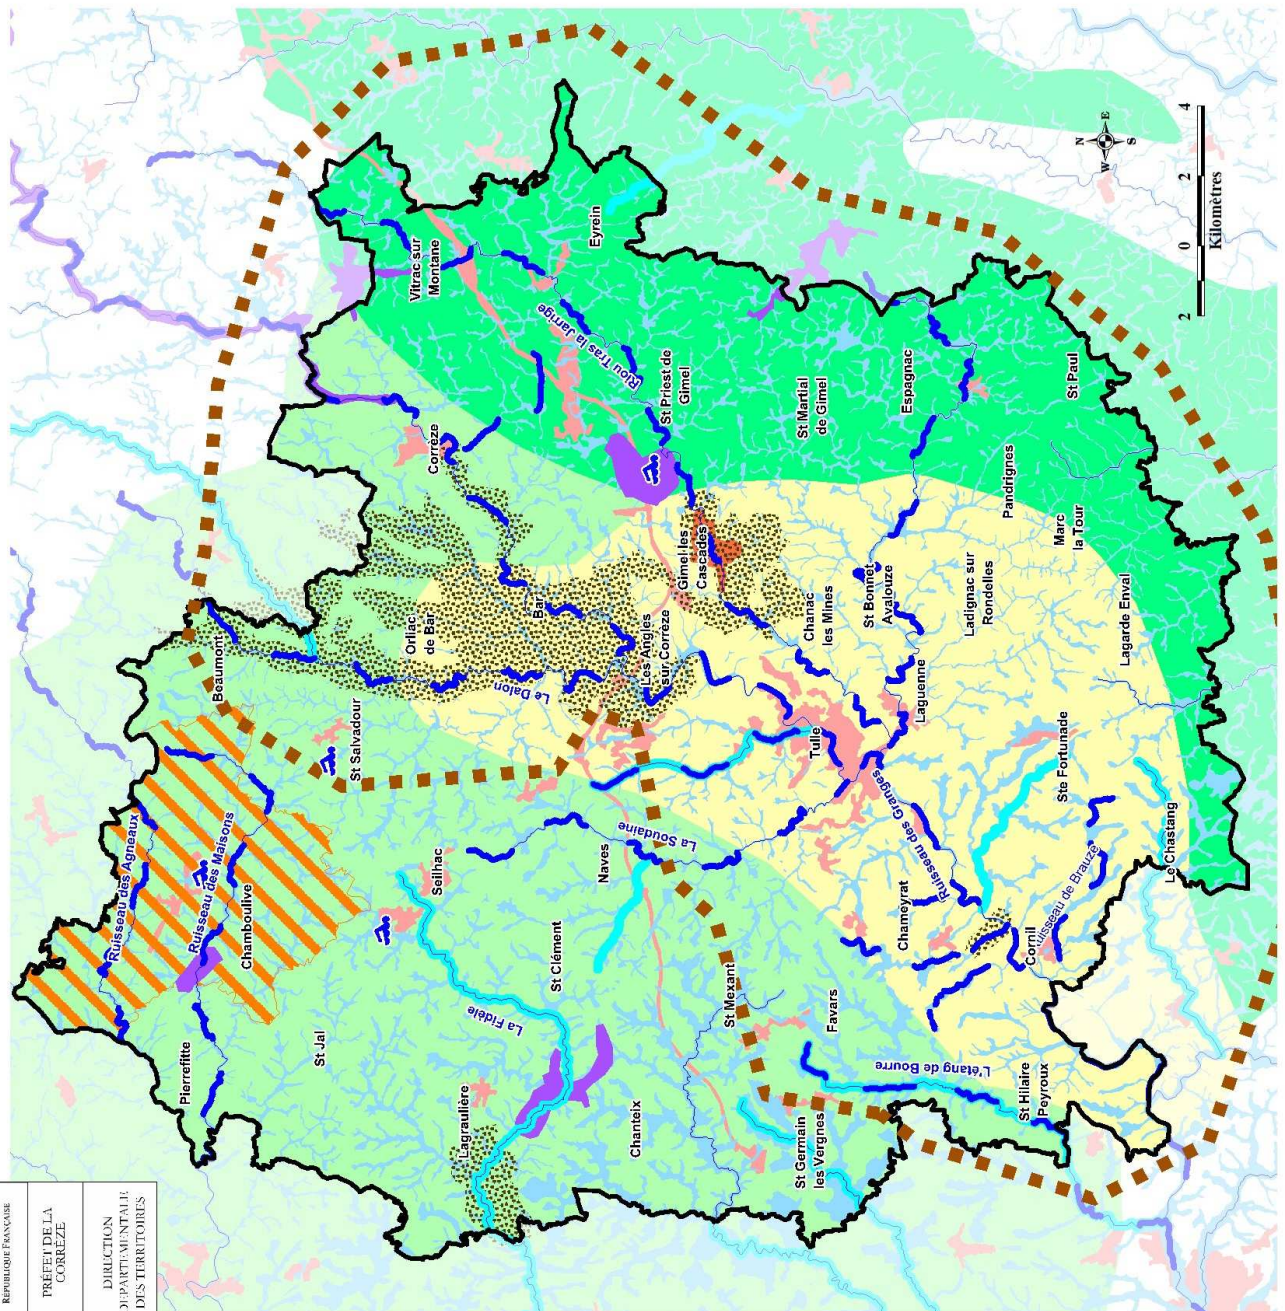 RÉPUBLIQUE FRANÇAISE
PRÉFET DE LA
CORRÈZE
DIRECTION
DÉPARTEMENTALE
DES TERRITOIRES
N
W
E
S
2
0
2
4
Kilomètres
Vitrac sur
Montane
Eyrein
Corrèze
Riou Tras la Jarrige
St Priest de
Gimel
St Martial
de Gimel
Espagnac
St Paul
Pandrignes
Marc
la Tour
Beaumont
Orliac
de Bar
Bar
Gimel les
Cascades
Les Angles
sur Corrèze
Le Dalon
Chanac
les Mines
St Bonnet
Avalouze
Ladignac sur
Rondelles
Lagarde Enval
Laguenne
Tulle
St Salvadour
Ruisseau des Agneaux
Ruisseau des Maisons
Chamboulive
Pierrefitte
St Jal
Seilhac
La Soudaine
Naves
St Clément
La Fidèle
Lagraulière
Chanteix
St Mexant
Favars
St Germain
les Vergnes
L'étang de Bourre
St Hilaire
Peyroux
Ruisseau des Granges
Chameyrat
Cornil
Ruisseau de Brauze
Ste Fortunade
Le Chastang